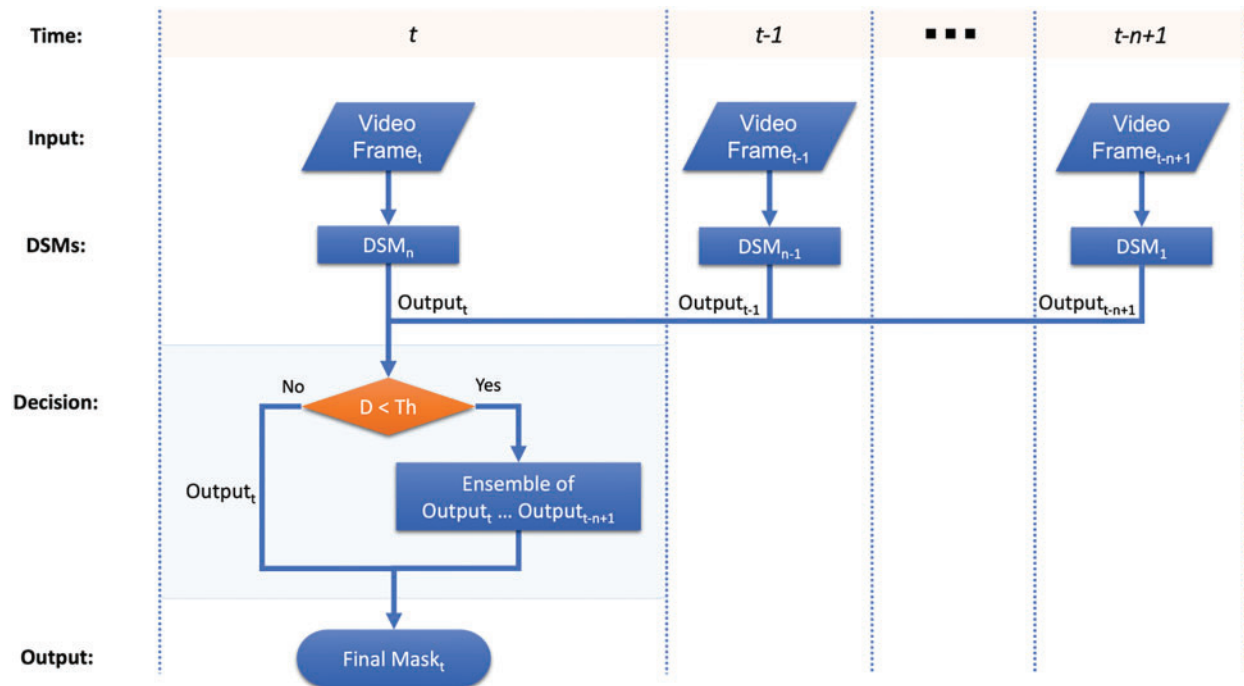 Time: t t-1 ■ ■ ■ t-n+1
Input: Video Video Video
Frame_t Frame_t-1 Frame_t-n+1
DSMs: DSM_n DSM_n-1 DSM_1
Output_t Output_t-1 Output_t-n+1
No Yes
Decision: D < Th
Ensemble of
Output_t Output_t ... Output_t-n+1
Output: Final Mask_t